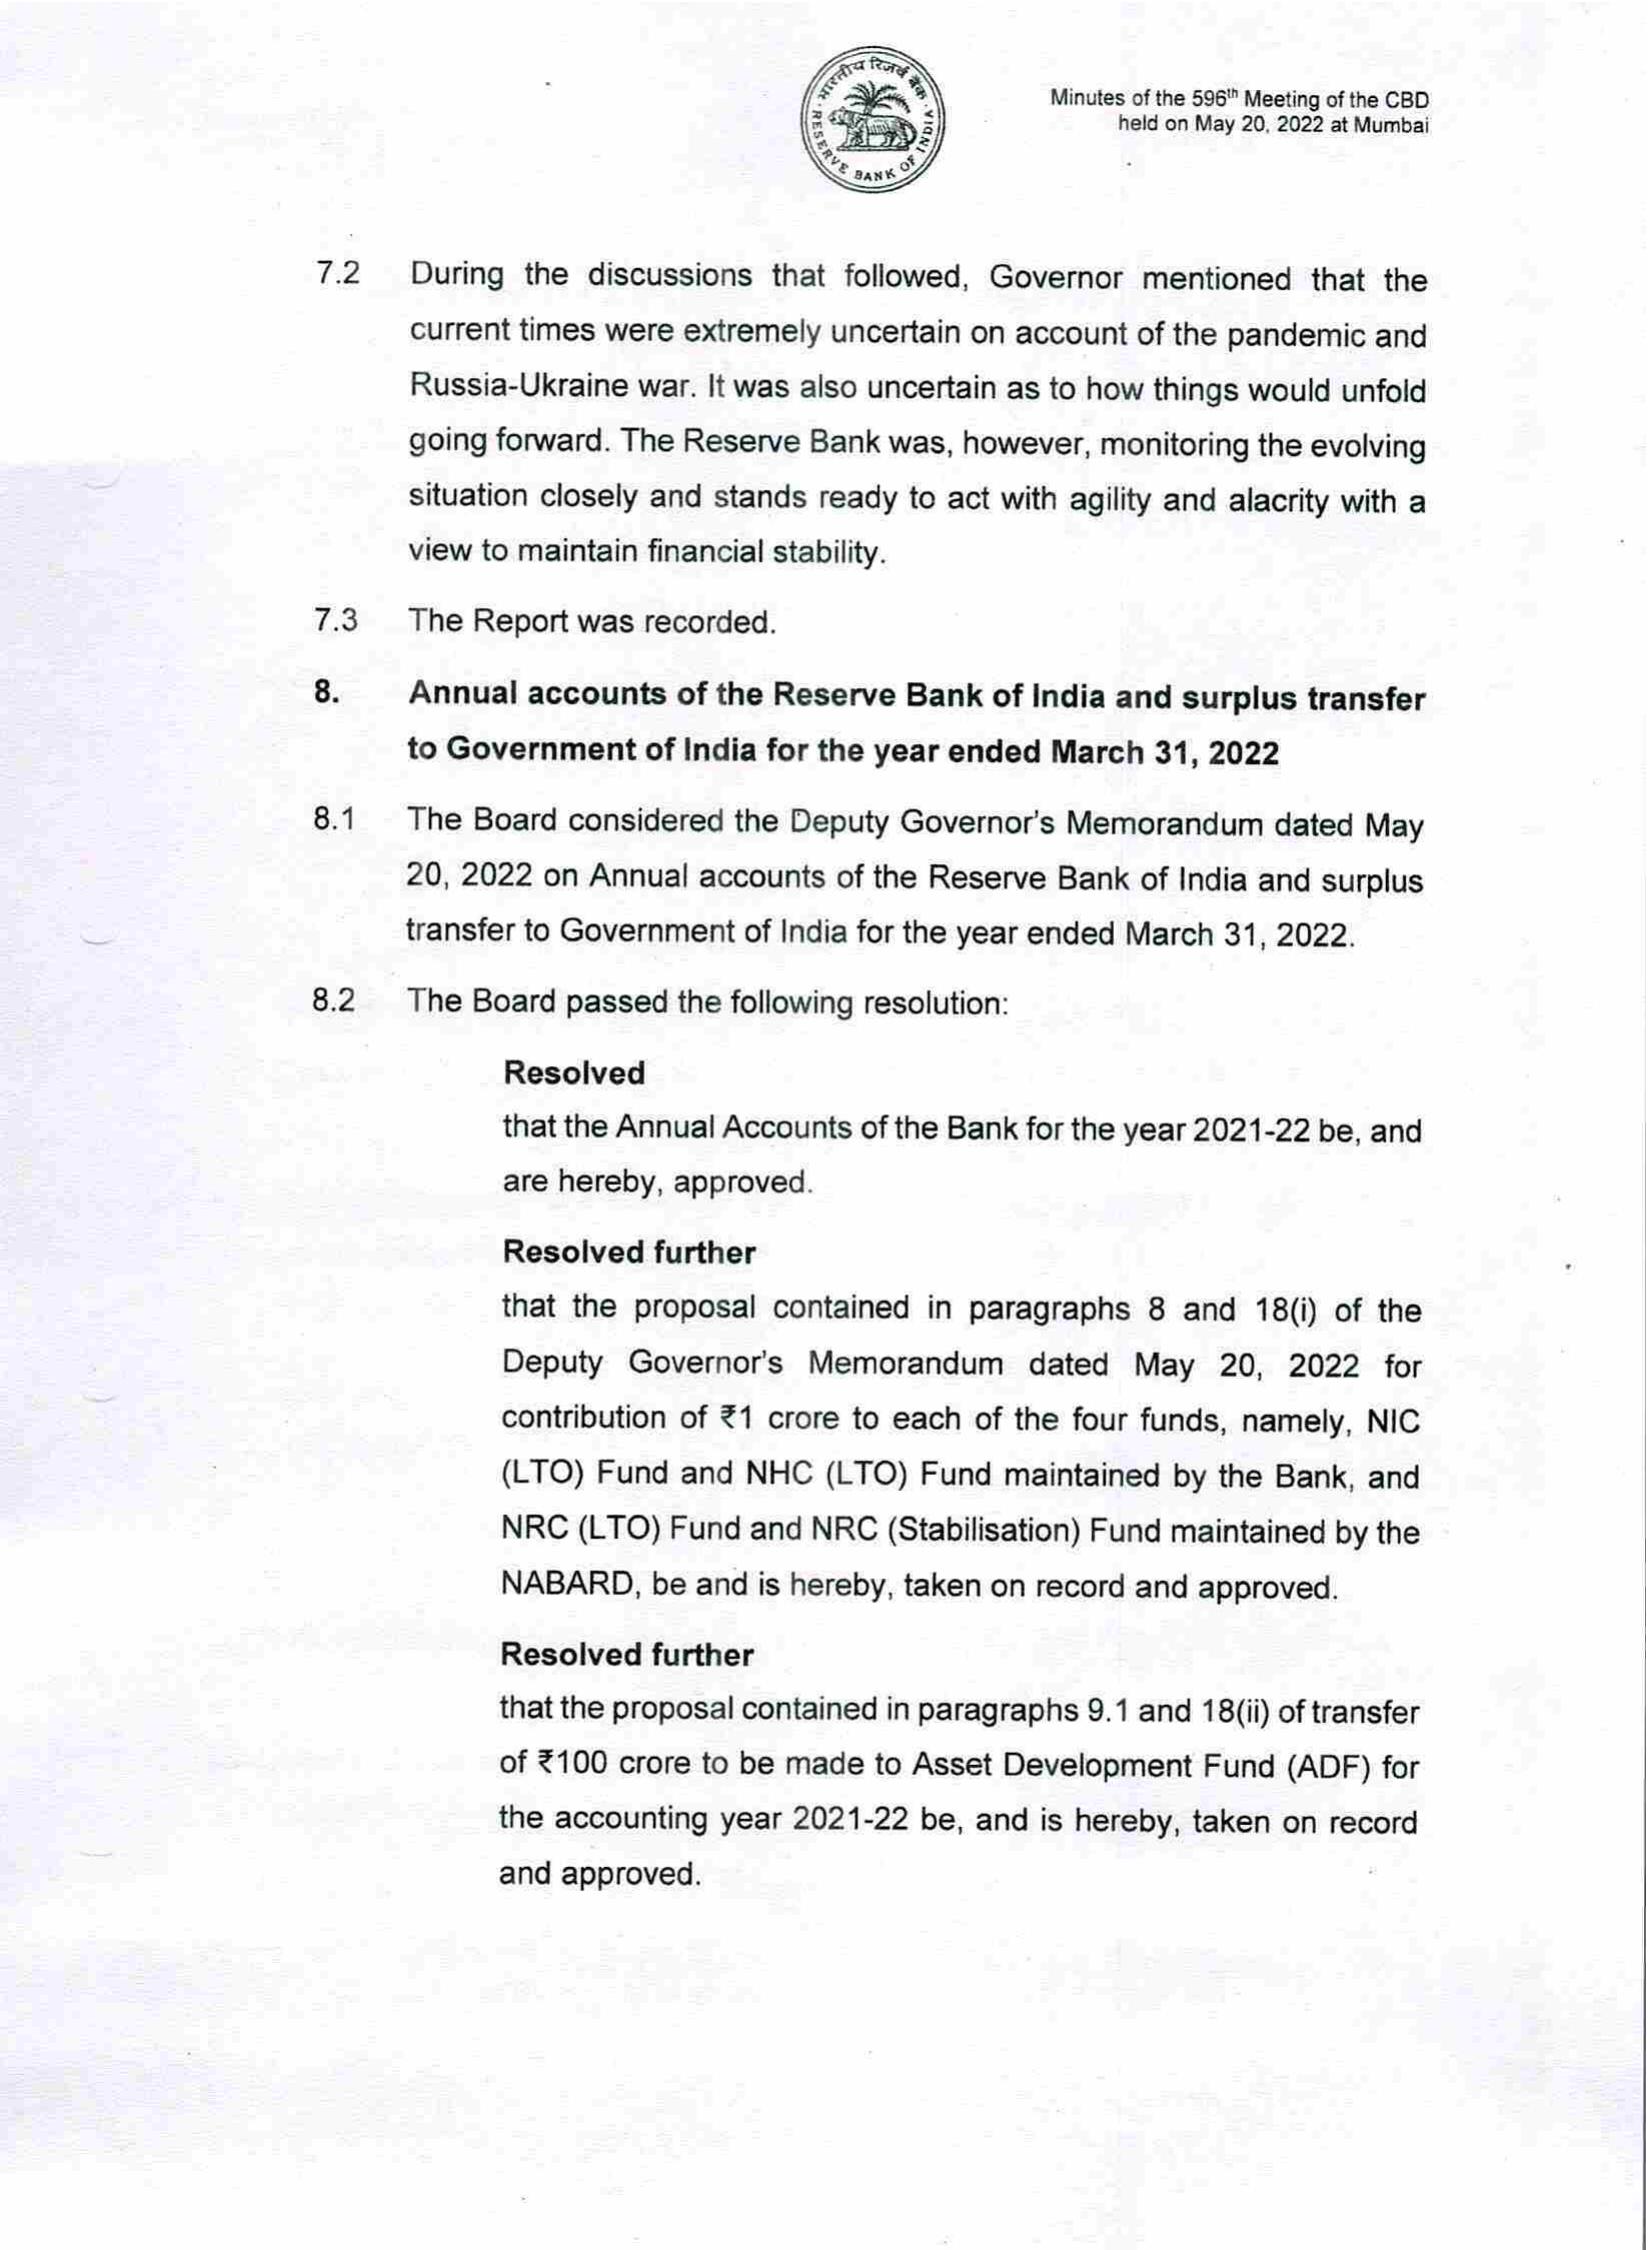 भारतीय रिज़र्व बैंक
RESERVE BANK OF INDIA
Minutes of the 596th Meeting of the CBD
held on May 20, 2022 at Mumbai
7.2 During the discussions that followed, Governor mentioned that the
current times were extremely uncertain on account of the pandemic and
Russia-Ukraine war. It was also uncertain as to how things would unfold
going forward. The Reserve Bank was, however, monitoring the evolving
situation closely and stands ready to act with agility and alacrity with a
view to maintain financial stability.
7.3 The Report was recorded.
8. Annual accounts of the Reserve Bank of India and surplus transfer
to Government of India for the year ended March 31, 2022
8.1 The Board considered the Deputy Governor's Memorandum dated May
20, 2022 on Annual accounts of the Reserve Bank of India and surplus
transfer to Government of India for the year ended March 31, 2022.
8.2 The Board passed the following resolution:
Resolved
that the Annual Accounts of the Bank for the year 2021-22 be, and
are hereby, approved.
Resolved further
that the proposal contained in paragraphs 8 and 18(i) of the
Deputy Governor's Memorandum dated May 20, 2022 for
contribution of ₹1 crore to each of the four funds, namely, NIC
(LTO) Fund and NHC (LTO) Fund maintained by the Bank, and
NRC (LTO) Fund and NRC (Stabilisation) Fund maintained by the
NABARD, be and is hereby, taken on record and approved.
Resolved further
that the proposal contained in paragraphs 9.1 and 18(ii) of transfer
of ₹100 crore to be made to Asset Development Fund (ADF) for
the accounting year 2021-22 be, and is hereby, taken on record
and approved.